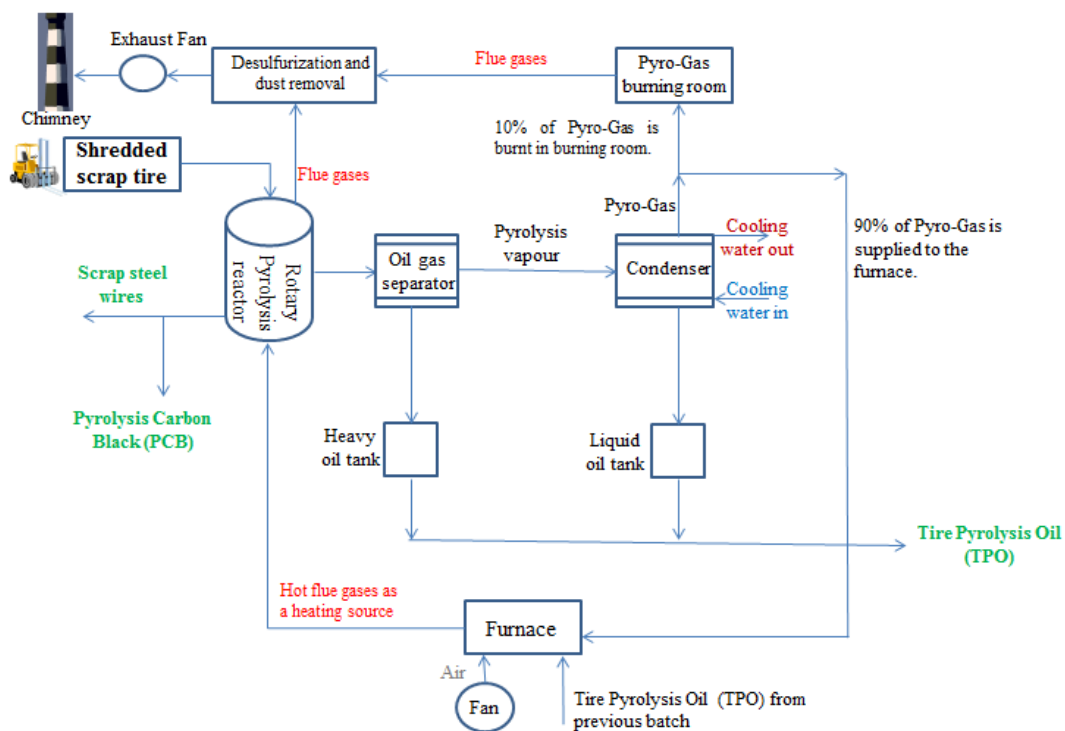 Exhaust Fan
Desulfurization and
dust removal
Flue gases
Pyro-Gas
burning room
Chimney
10% of Pyro-Gas is
burnt in burning room.
Shredded
scrap tire
Flue gases
Pyro-Gas
90% of Pyro-Gas is
supplied to the
furnace.
Rotary
Pyrolysis
reactor
Oil gas
separator
Pyrolysis
vapour
Condenser
Cooling
water out
Cooling
water in
Scrap steel
wires
Pyrolysis Carbon
Black (PCB)
Heavy
oil tank
Liquid
oil tank
Tire Pyrolysis Oil
(TPO)
Hot flue gases as
a heating source
Furnace
Air
Fan
Tire Pyrolysis Oil (TPO) from
previous batch